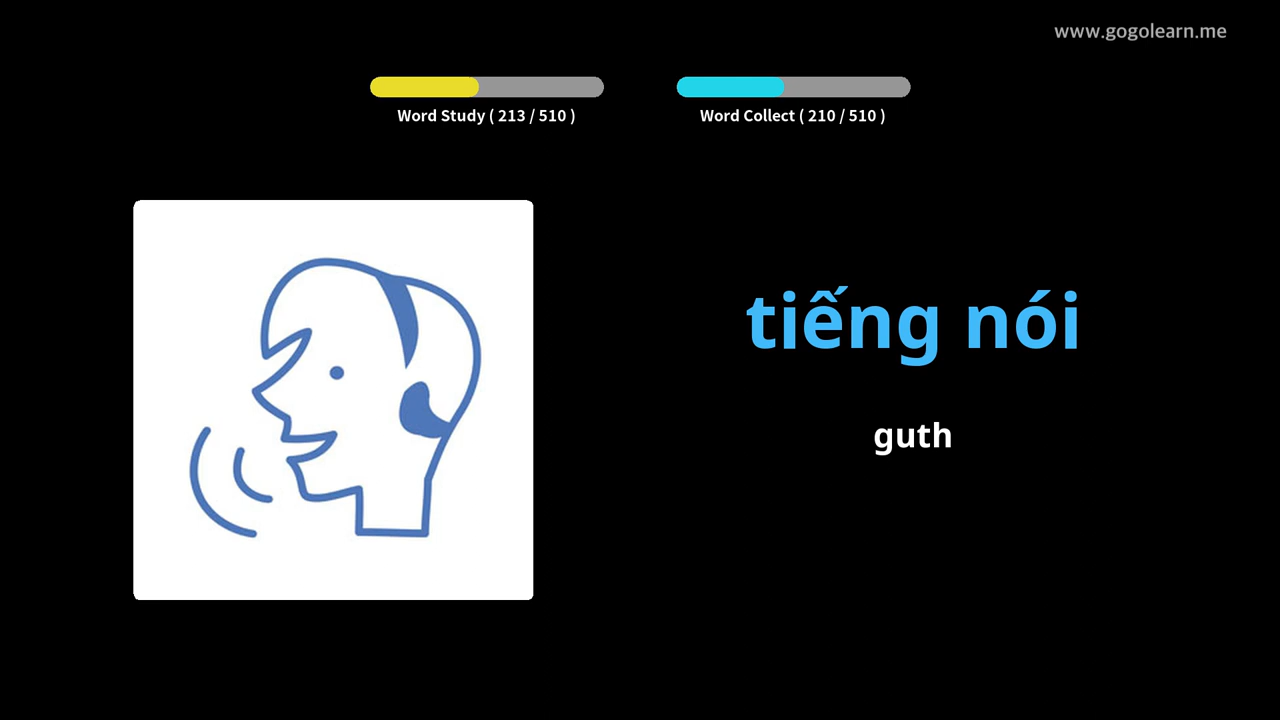 www.gogolearn.me
Word Study ( 213 / 510 )
Word Collect ( 210 / 510 )
tiếng nói
guth